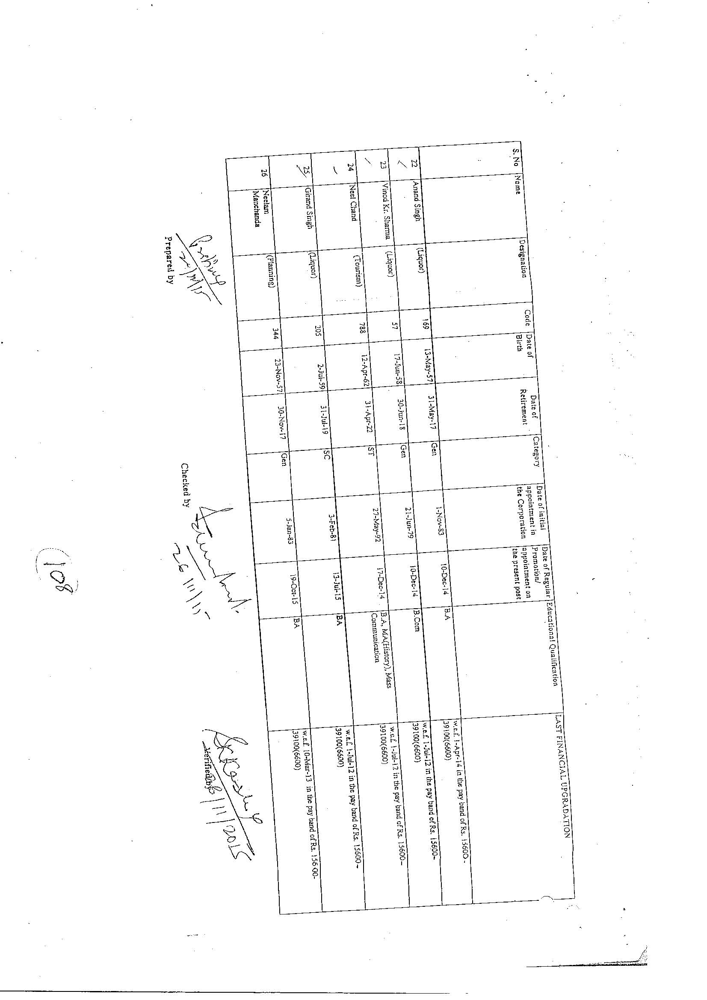 S. No Name Designation Code Date of Birth Date of Retirement Category Date of initial appointment in the Corporation Date of Regular Promotion/ appointment on the present post Educational Qualification LAST FINANCIAL UPGRADATION
22 Anand Singh (Liquor) 169 13-May-57 31-May-17 Gen 1-Nov-83 10-Dec-14 B.A w.e.f. 1-Apr-14 in the pay band of Rs. 15600-
39100(6600)
23 Vinod Kr. Sharma (Liquor) 57 17-Jun-58 30-Jun-18 Gen 21-Jun-79 10-Dec-14 B.Com w.e.f. 1-Jul-12 in the pay band of Rs. 15600-
39100(6600)
24 Neel Chand (Tourism) 788 12-Apr-62 31-Apr-22 ST 27-May-92 17-Dec-14 B.A, MA(History), Mass Communication w.e.f. 1-Jul-12 in the pay band of Rs. 15600-
39100(6600)
25 Girand Singh (Liquor) 205 2-Jul-59 31-Jul-19 SC 3-Feb-81 13-Jul-15 BA w.e.f. 1-Jul-12 in the pay band of Rs. 15600-
39100(6600)
26 Neelam Manchanda (Planning) 344 23-Nov-57 30-Nov-17 Gen 5-Jan-83 19-Oct-15 BA w.e.f. 10-Mar-13 in the pay band of Rs. 15600-
39100(6600)
Prepared by
Checked by
26/11/15
Verified by
/11/2015
108